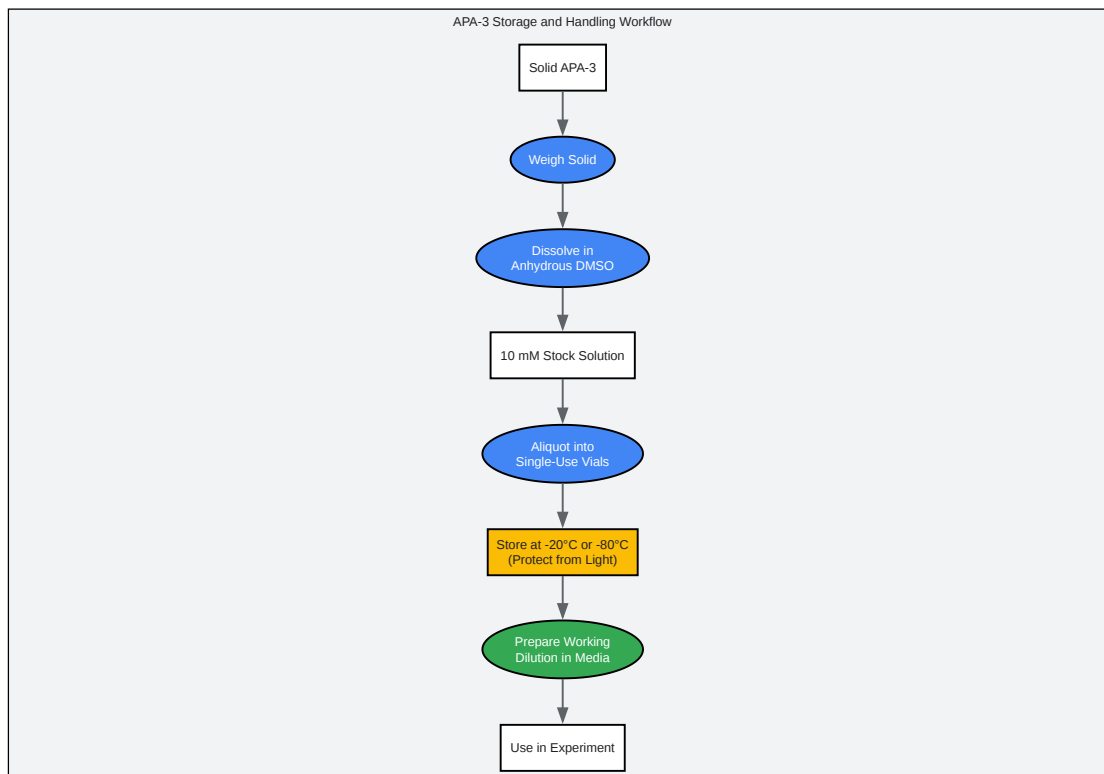 APA-3 Storage and Handling Workflow
Solid APA-3
Weigh Solid
Dissolve in
Anhydrous DMSO
10 mM Stock Solution
Aliquot into
Single-Use Vials
Store at -20°C or -80°C
(Protect from Light)
Prepare Working
Dilution in Media
Use in Experiment